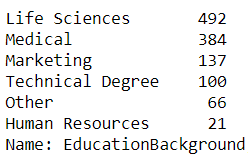 Life Sciences 492
Medical 384
Marketing 137
Technical Degree 100
Other 66
Human Resources 21
Name: EducationBackground